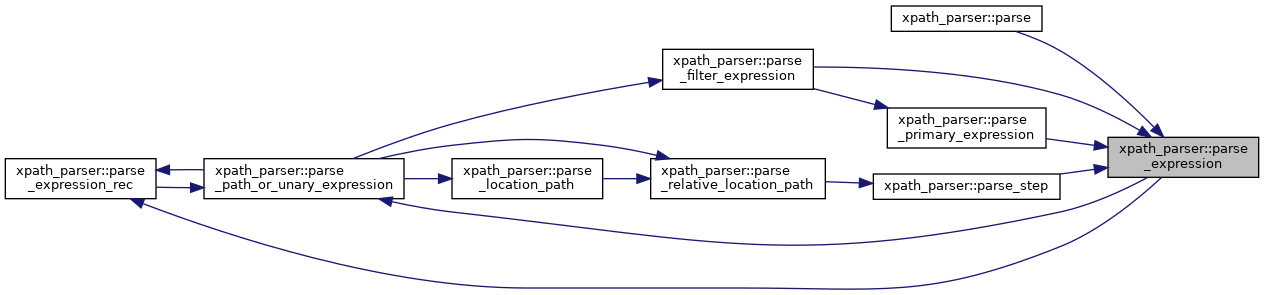 xpath_parser::parse
xpath_parser::parse
_filter_expression
xpath_parser::parse
_primary_expression
xpath_parser::parse
_expression
xpath_parser::parse
_expression_rec
xpath_parser::parse
_path_or_unary_expression
xpath_parser::parse
_location_path
xpath_parser::parse
_relative_location_path
xpath_parser::parse_step